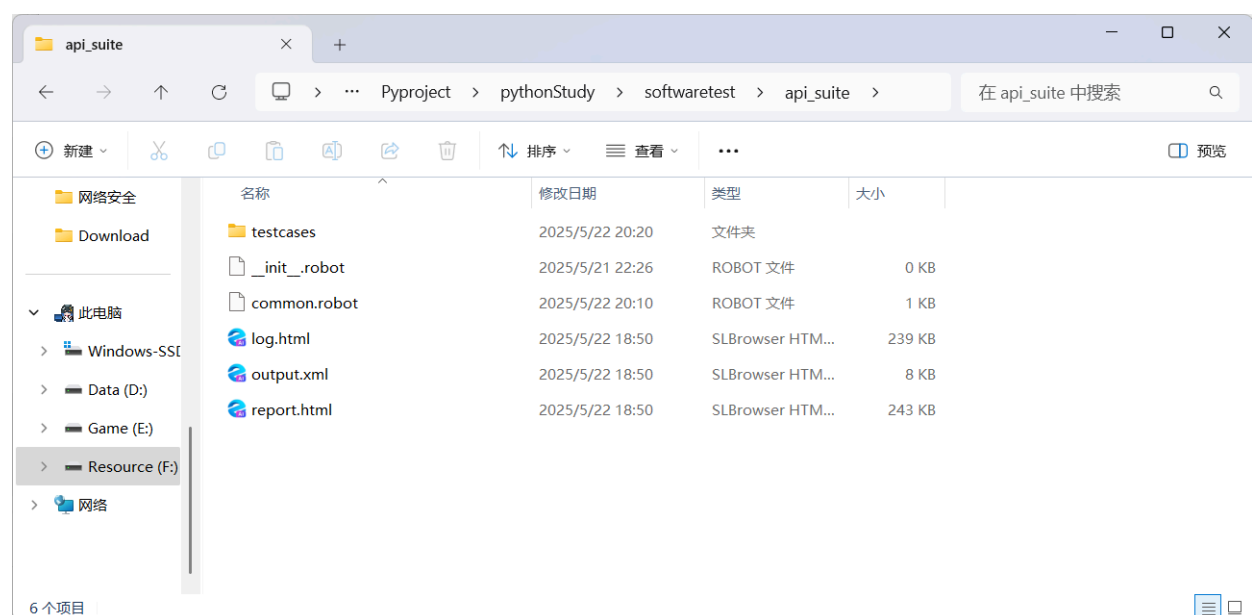 api_suite
… Pyproject > pythonStudy > softwaretest > api_suite >
在 api_suite 中搜索
新建
排序
查看
预览
网络安全
Download
此电脑
Windows-SSD
Data (D:)
Game (E:)
Resource (F:)
网络
名称 修改日期 类型 大小
testcases 2025/5/22 20:20 文件夹
__init__.robot 2025/5/21 22:26 ROBOT 文件 0 KB
common.robot 2025/5/22 20:10 ROBOT 文件 1 KB
log.html 2025/5/22 18:50 SLBrowser HTM... 239 KB
output.xml 2025/5/22 18:50 SLBrowser HTM... 8 KB
report.html 2025/5/22 18:50 SLBrowser HTM... 243 KB
6 个项目